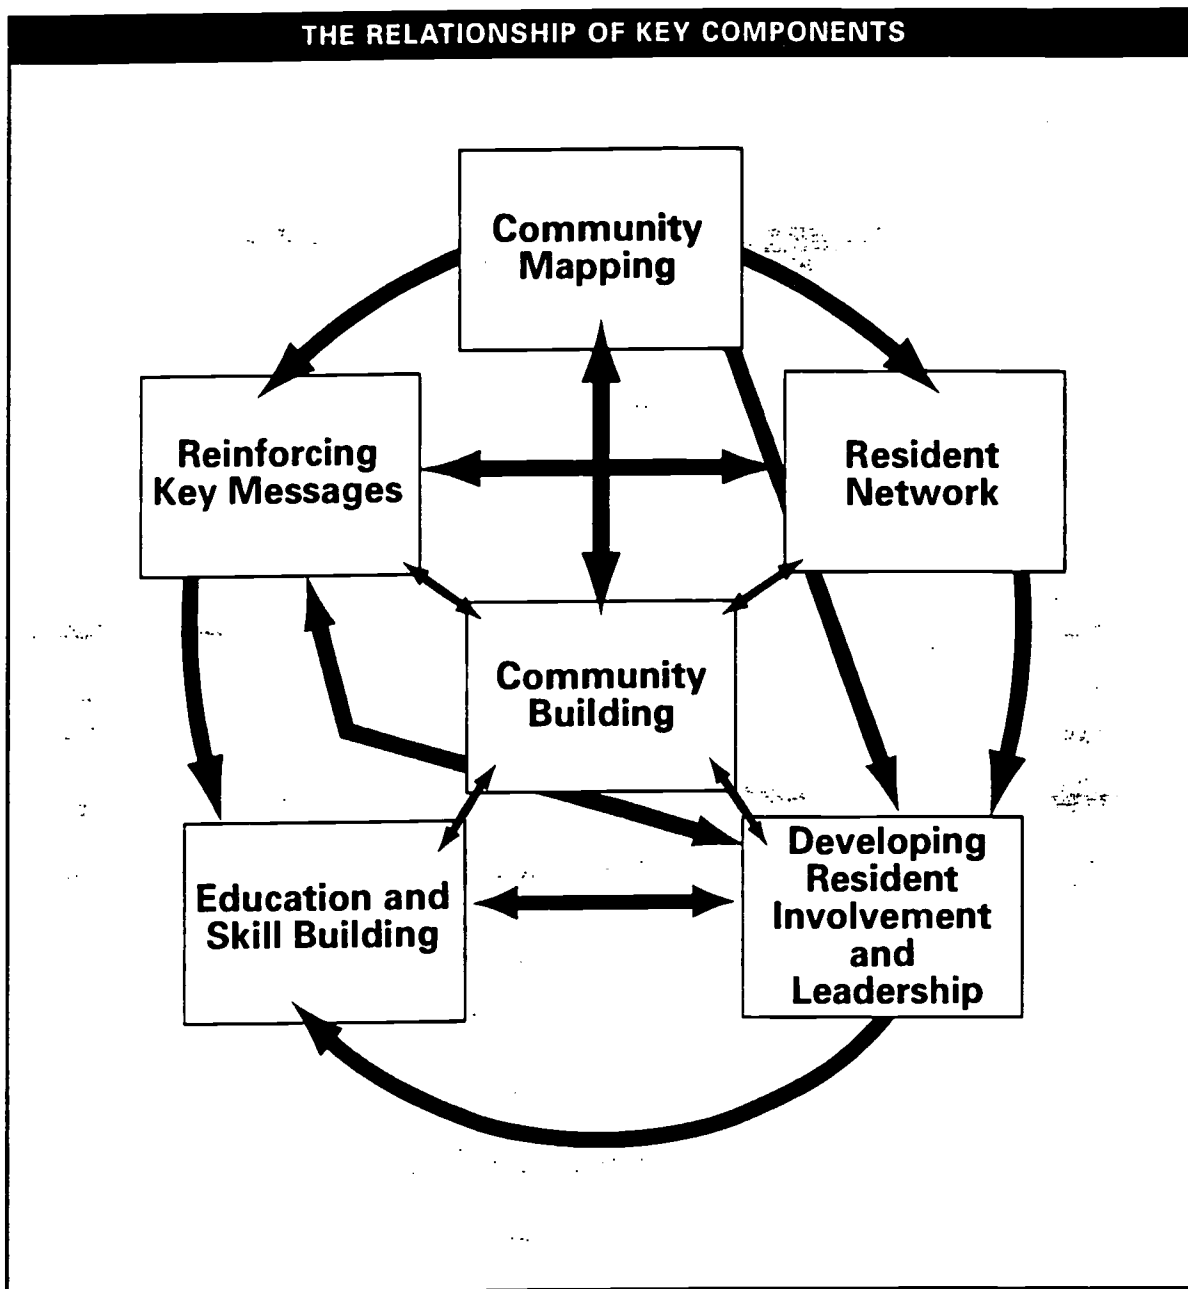 THE RELATIONSHIP OF KEY COMPONENTS
Community
Mapping
Reinforcing
Key Messages
Resident
Network
Community
Building
Education and
Skill Building
Developing
Resident
Involvement
and
Leadership